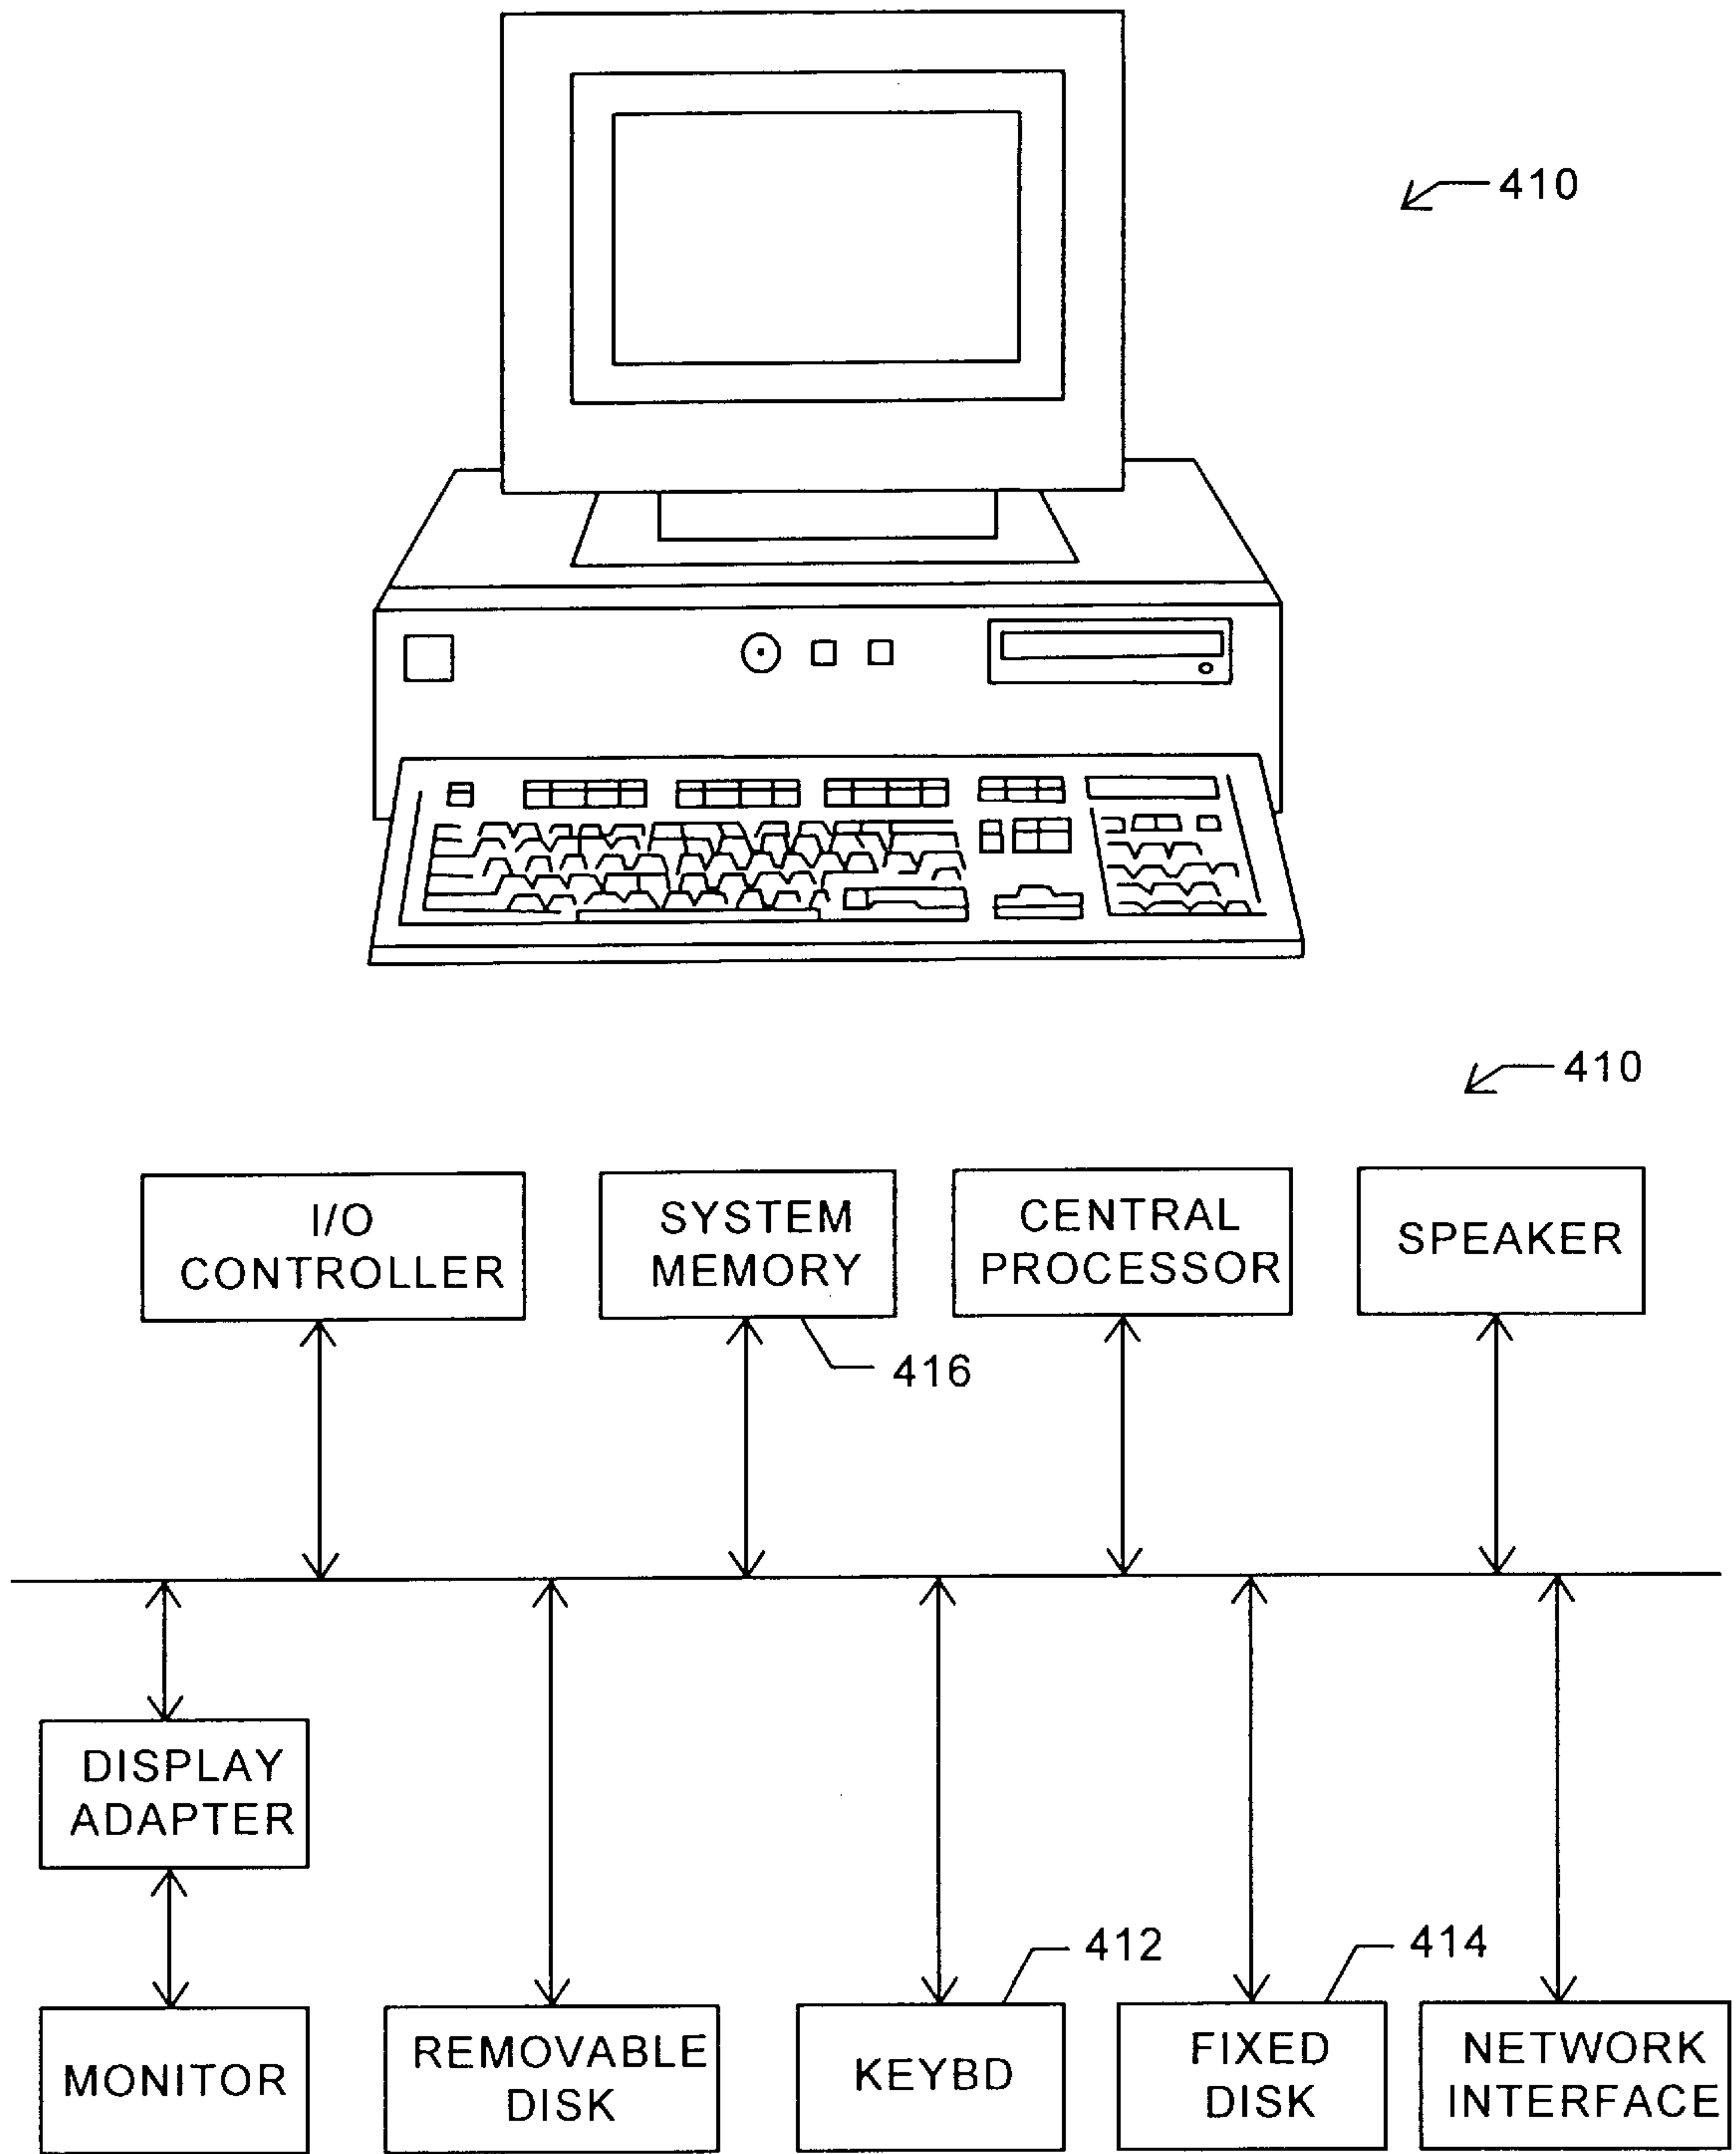 410
410
I/O
CONTROLLER
SYSTEM
MEMORY
CENTRAL
PROCESSOR
SPEAKER
416
DISPLAY
ADAPTER
412
414
MONITOR
REMOVABLE
DISK
KEYBD
FIXED
DISK
NETWORK
INTERFACE